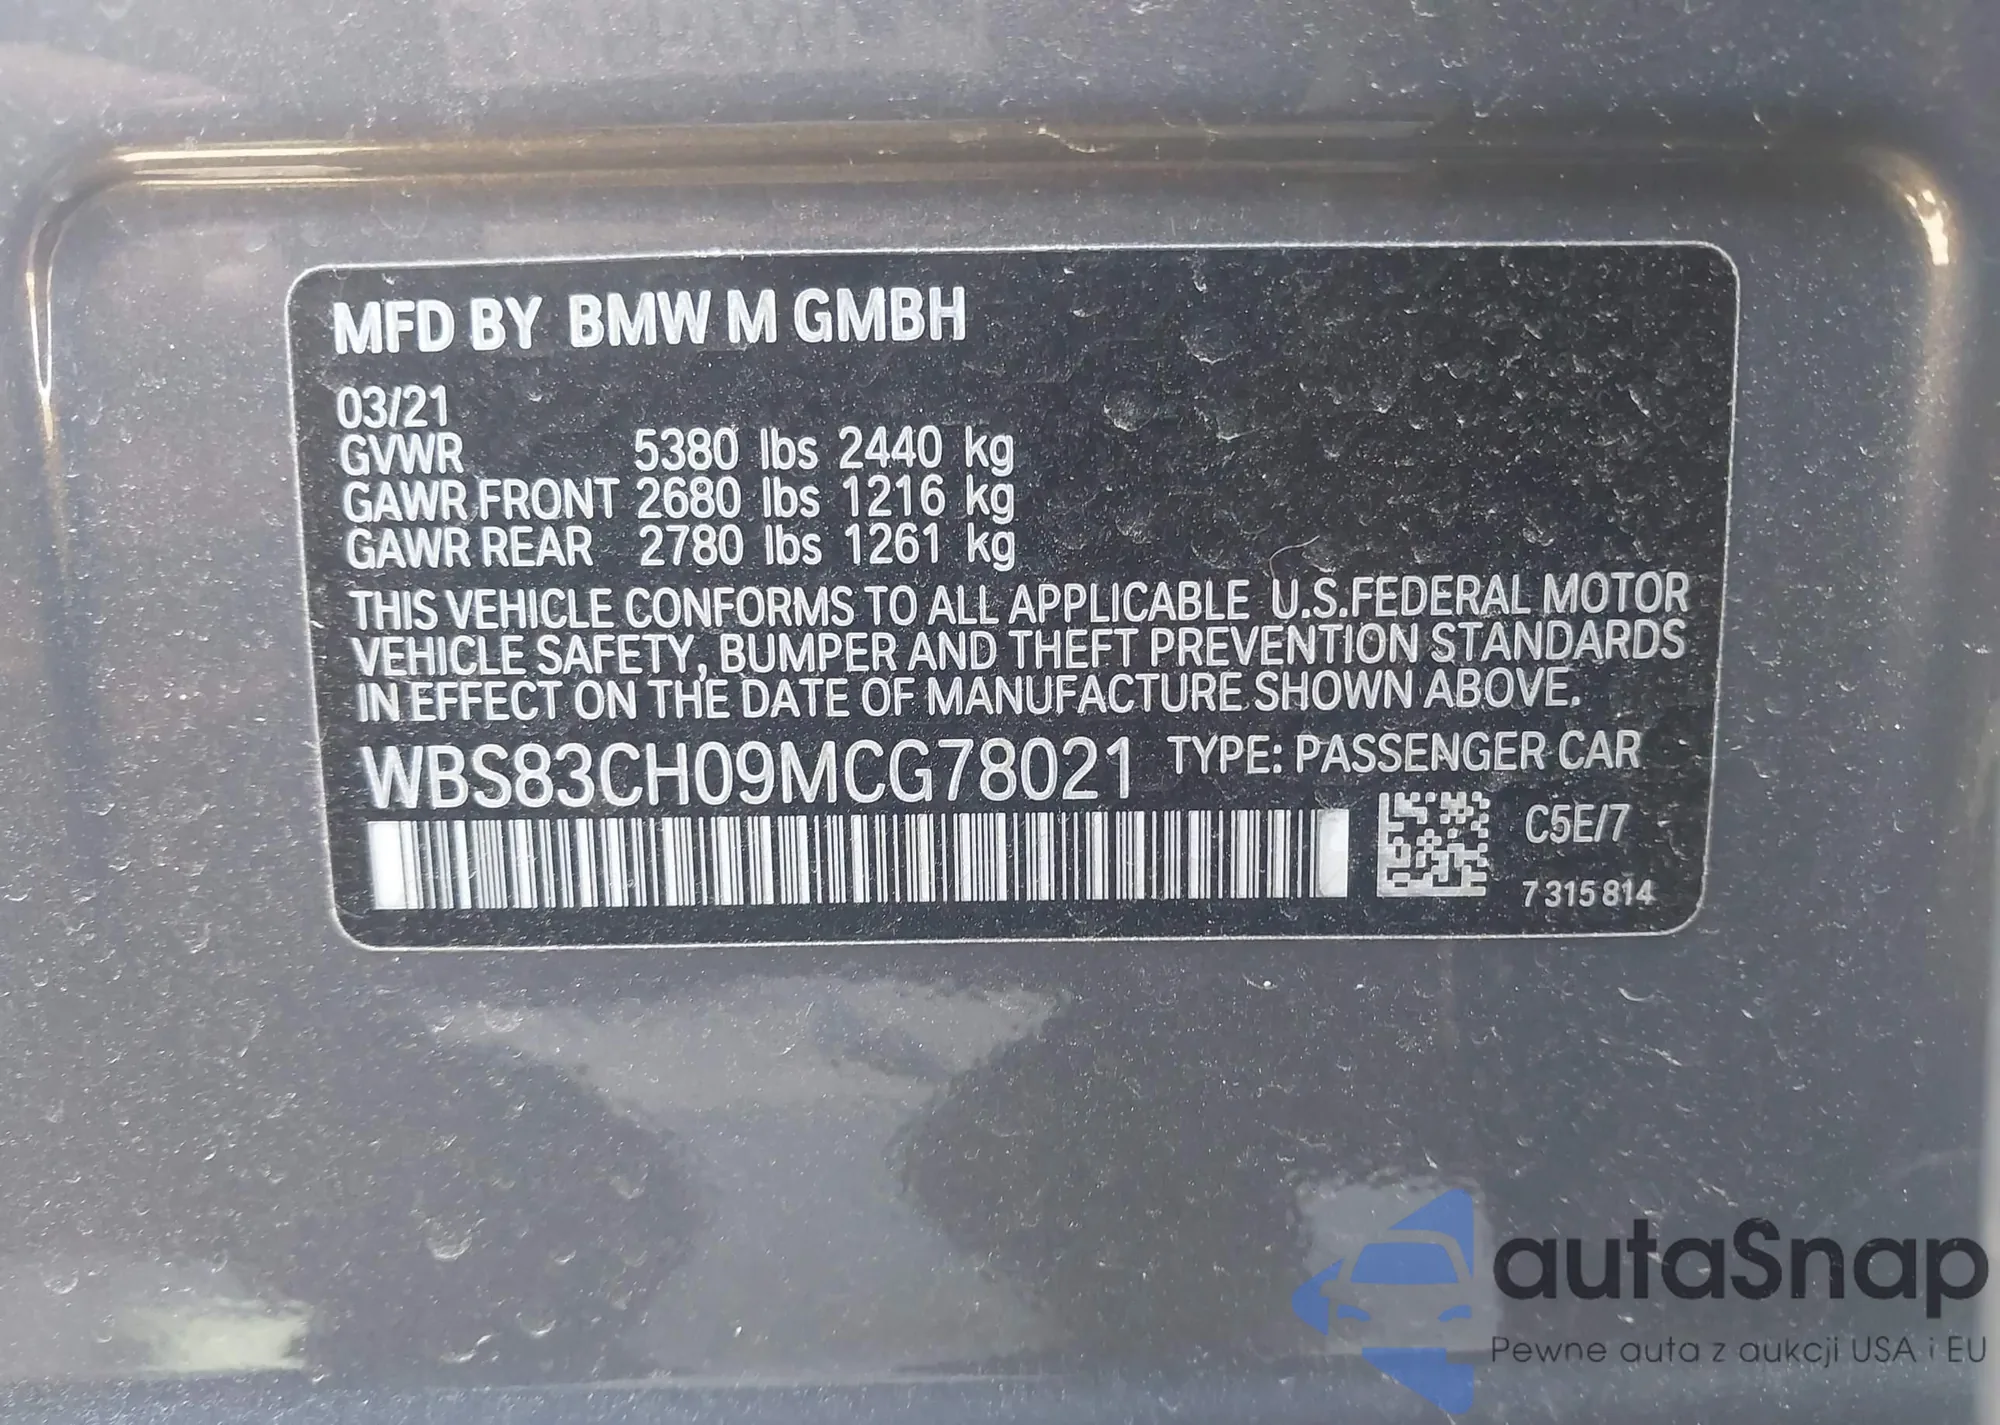 MFD BY BMW M GMBH
03/21
GVWR 5380 lbs 2440 kg
GAWR FRONT 2680 lbs 1216 kg
GAWR REAR 2780 lbs 1261 kg
THIS VEHICLE CONFORMS TO ALL APPLICABLE U.S.FEDERAL MOTOR
VEHICLE SAFETY, BUMPER AND THEFT PREVENTION STANDARDS
IN EFFECT ON THE DATE OF MANUFACTURE SHOWN ABOVE.
WBS83CH09MCG78021 TYPE: PASSENGER CAR
C5E/7
7 315 814
autaSnap
Pewne auta z aukcji USA i EU